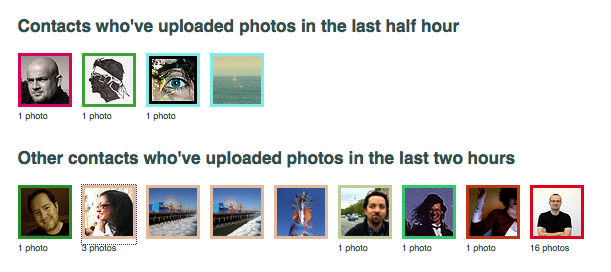 Contacts who've uploaded photos in the last half hour
1 photo 1 photo 1 photo
Other contacts who've uploaded photos in the last two hours
1 photo 3 photos 1 photo 1 photo 1 photo 16 photos